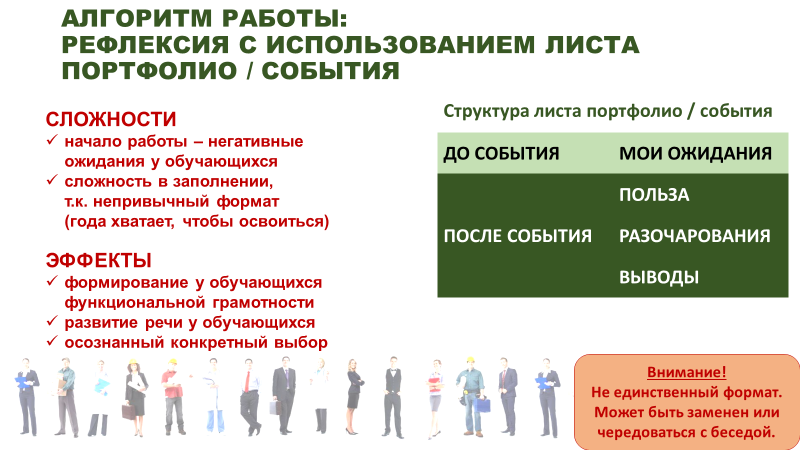 АЛГОРИТМ РАБОТЫ:
РЕФЛЕКСИЯ С ИСПОЛЬЗОВАНИЕМ ЛИСТА
ПОРТФОЛИО / СОБЫТИЯ
СЛОЖНОСТИ
✓ начало работы – негативные
ожидания у обучающихся
✓ сложность в заполнении,
т.к. непривычный формат
(года хватает, чтобы освоиться)
ЭФФЕКТЫ
✓ формирование у обучающихся
функциональной грамотности
✓ развитие речи у обучающихся
✓ осознанный конкретный выбор
Структура листа портфолио / события
ДО СОБЫТИЯ МОИ ОЖИДАНИЯ
ПОЛЬЗА
ПОСЛЕ СОБЫТИЯ РАЗОЧАРОВАНИЯ
ВЫВОДЫ
Внимание!
Не единственный формат.
Может быть заменен или
чередоваться с беседой.